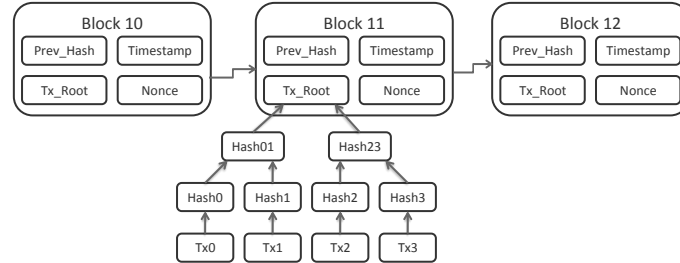 Block 10
Block 11
Block 12
Prev_Hash
Timestamp
Prev_Hash
Timestamp
Prev_Hash
Timestamp
Tx_Root
Nonce
Tx_Root
Nonce
Tx_Root
Nonce
Hash01
Hash23
Hash0
Hash1
Hash2
Hash3
Tx0
Tx1
Tx2
Tx3